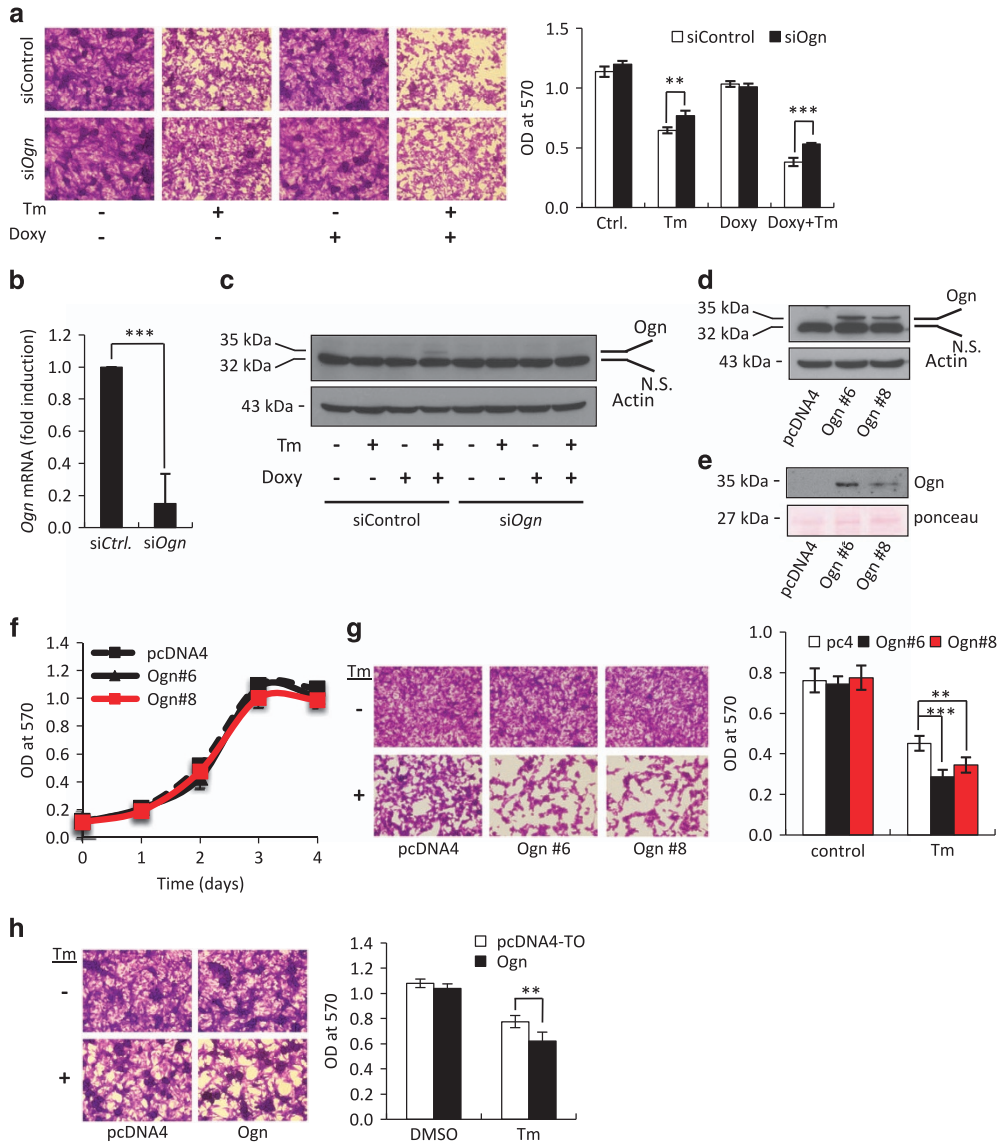 a
siControl
siOgn
Tm - + - +
Doxy - - + +
OD at 570
1.5
1.0
0.5
0.0
siControl siOgn
** ***
Ctrl. Tm Doxy Doxy+Tm
b
Ogn mRNA (fold induction)
1.2
1.0
0.8
0.6
0.4
0.2
0.0
***
siCtrl. siOgn
c
35 kDa
32 kDa
43 kDa -
Ogn
N.S.
Actin
Tm - + - + - + - +
Doxy - - + + - - + +
siControl siOgn
d
35 kDa
32 kDa
43 kDa -
Ogn
N.S.
Actin
pcDNA4 Ogn #6 Ogn #8
e
35 kDa -
27 kDa -
Ogn
ponceau
pcDNA4 Ogn #6 Ogn #8
f
OD at 570
1.4
1.2
1.0
0.8
0.6
0.4
0.2
0.0
pcDNA4
Ogn#6
Ogn#8
0 1 2 3 4
Time (days)
g
Tm
-
+
pcDNA4 Ogn #6 Ogn #8
OD at 570
1.0
0.8
0.6
0.4
0.2
0.0
pc4 Ogn#6 Ogn#8
**
***
control Tm
h
Tm
-
+
pcDNA4 Ogn
OD at 570
1.4
1.2
1.0
0.8
0.6
0.4
0.2
0.0
pcDNA4-TO
Ogn
**
DMSO Tm